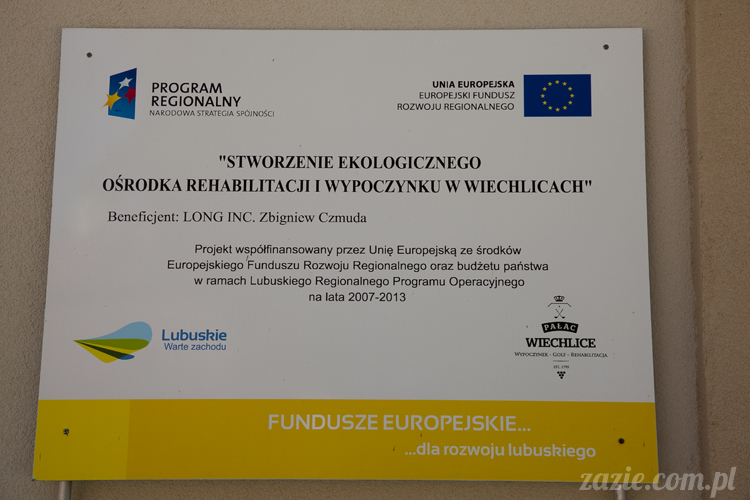 PROGRAM
REGIONALNY
NARODOWA STRATEGIA SPÓJNOŚCI
UNIA EUROPEJSKA
EUROPEJSKI FUNDUSZ
ROZWOJU REGIONALNEGO
"STWORZENIE EKOLOGICZNEGO
OŚRODKA REHABILITACJI I WYPOCZYNKU W WIECHLICACH"
Beneficjent: LONG INC. Zbigniew Czmuda
Projekt współfinansowany przez Unię Europejską ze środków
Europejskiego Funduszu Rozwoju Regionalnego oraz budżetu państwa
w ramach Lubuskiego Regionalnego Programu Operacyjnego
na lata 2007-2013
Lubuskie
Warte zachodu
PAŁAC
WIECHLICE
WYPOCZYNEK - GOLF - REHABILITACJA
FUNDUSZE EUROPEJSKIE...
...dla rozwoju lubuskiego
zazie.com.pl